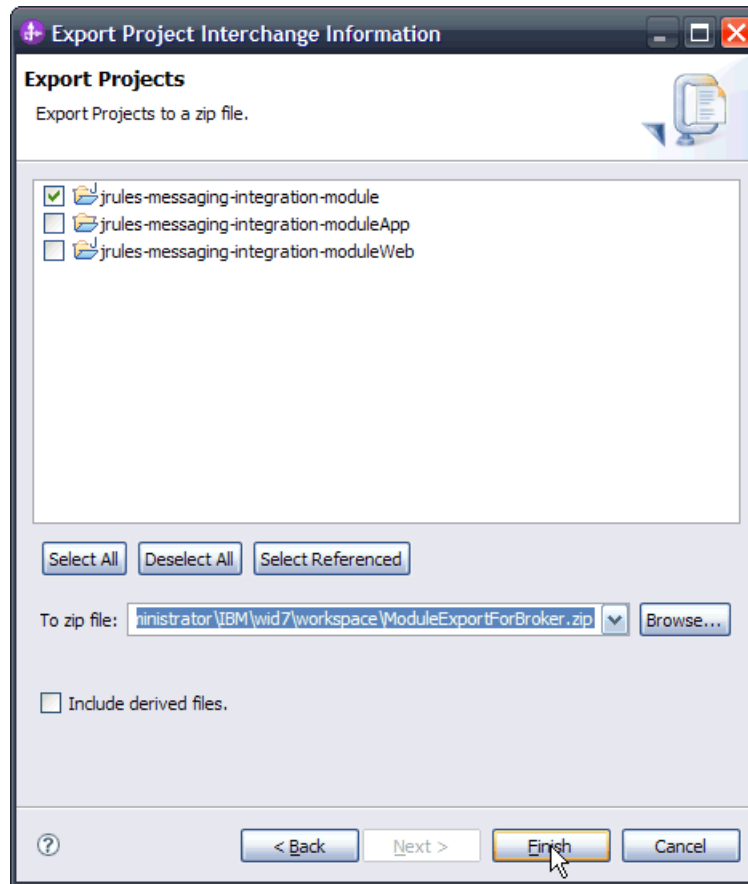 Export Project Interchange Information
Export Projects
Export Projects to a zip file.
jrules-messaging-integration-module
jrules-messaging-integration-moduleApp
jrules-messaging-integration-moduleWeb
Select All Deselect All Select Referenced
To zip file: ninistrator\IBM\wid7\workspace\ModuleExportForBroker.zip Browse...
Include derived files.
? < Back Next > Finish Cancel